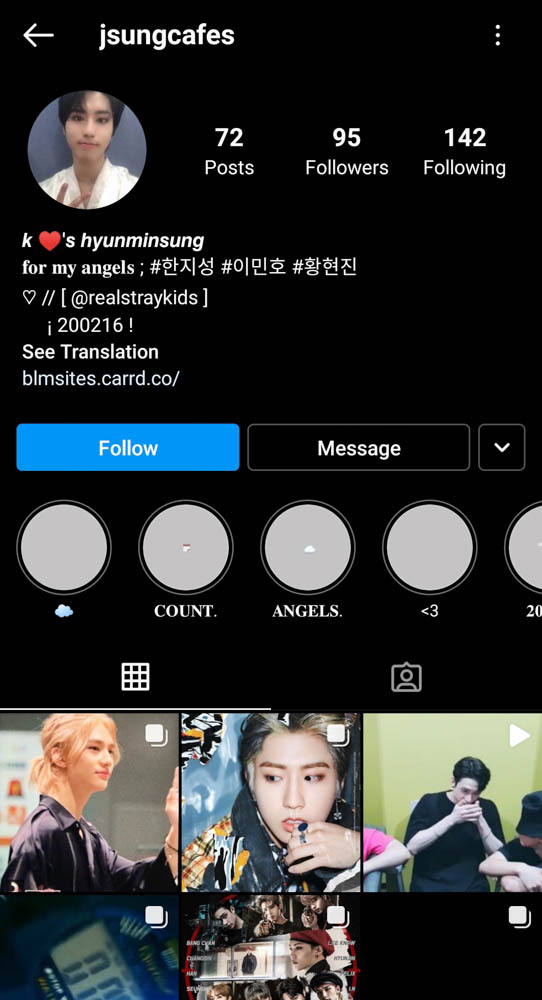 jsungcafes
72
Posts
95
Followers
142
Following
k ♥️'s hyunminsung
𝐟𝐨𝐫 𝐦𝐲 𝐚𝐧𝐠𝐞𝐥𝐬 ; #한지성 #이민호 #황현진
♡ // [ @realstraykids ]
¡ 200216 !
See Translation
blmsites.carrd.co/
Follow
Message
☁️
𝐂𝐎𝐔𝐍𝐓.
𝐀𝐍𝐆𝐄𝐋𝐒.
<3
𝟐𝟎
BANG CHAN
LEE KNOW
CHANGBIN
HYUNJIN
HAN
FELIX
SEUNGMIN
I.N